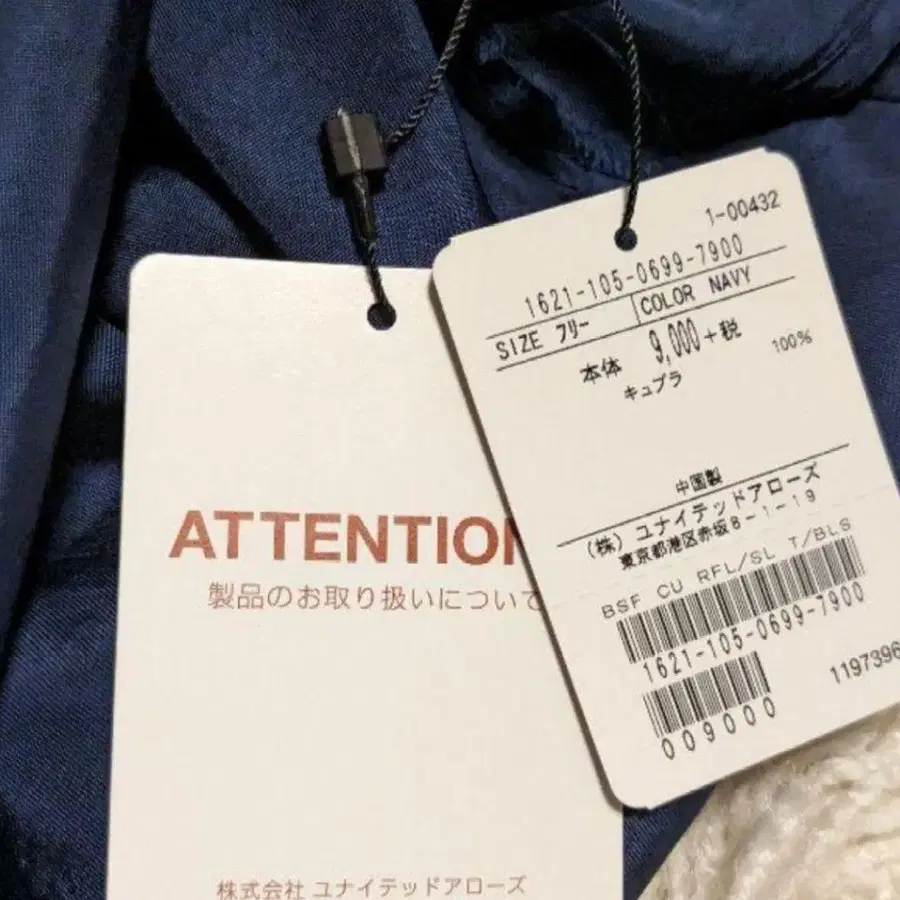 ATTENTION
製品のお取り扱いについて
株式会社 ユナイテッドアローズ
1-00432
1621-105-0699-7900
SIZE フリー COLOR NAVY
本体 9,000+税
キュプラ 100%
中国製
(株) ユナイテッドアローズ
東京都港区赤坂8-1-19
BSF CU RFL/SL T/BLS
1621-105-0699-7900
1197396
009000